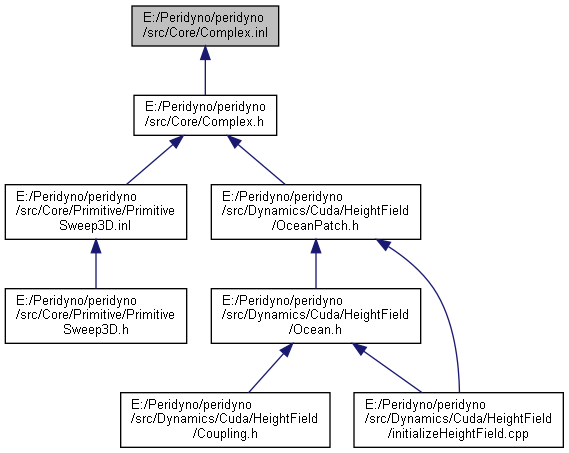 E:/Peridyno/peridyno
/src/Core/Complex.inl
E:/Peridyno/peridyno
/src/Core/Complex.h
E:/Peridyno/peridyno
/src/Core/Primitive/Primitive
Sweep3D.inl
E:/Peridyno/peridyno
/src/Dynamics/Cuda/HeightField
/OceanPatch.h
E:/Peridyno/peridyno
/src/Core/Primitive/Primitive
Sweep3D.h
E:/Peridyno/peridyno
/src/Dynamics/Cuda/HeightField
/Ocean.h
E:/Peridyno/peridyno
/src/Dynamics/Cuda/HeightField
/Coupling.h
E:/Peridyno/peridyno
/src/Dynamics/Cuda/HeightField
/initializeHeightField.cpp